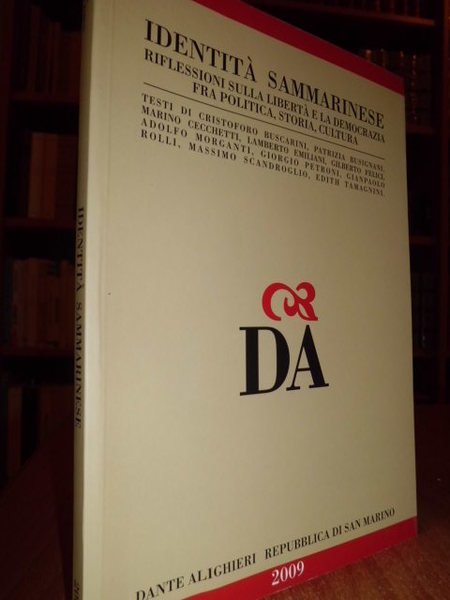 IDENTITÀ SAMMARINESE
RIFLESSIONI SULLA LIBERTÀ E LA DEMOCRAZIA
FRA POLITICA, STORIA, CULTURA
TESTI DI CRISTOFORO BUSCARINI, PATRIZIA BUSIGNANI,
MARINO CECCHETTI, LAMBERTO EMILIANI, GILBERTO FELICI,
ADOLFO MORGANTI, GIORGIO PETRONI, GIANPAOLO
ROLLI, MASSIMO SCANDROGLIO, EDITH TAMAGNINI.
DA
DANTE ALIGHIERI REPUBBLICA DI SAN MARINO
2009
IDENTITÀ SAMMARINESE